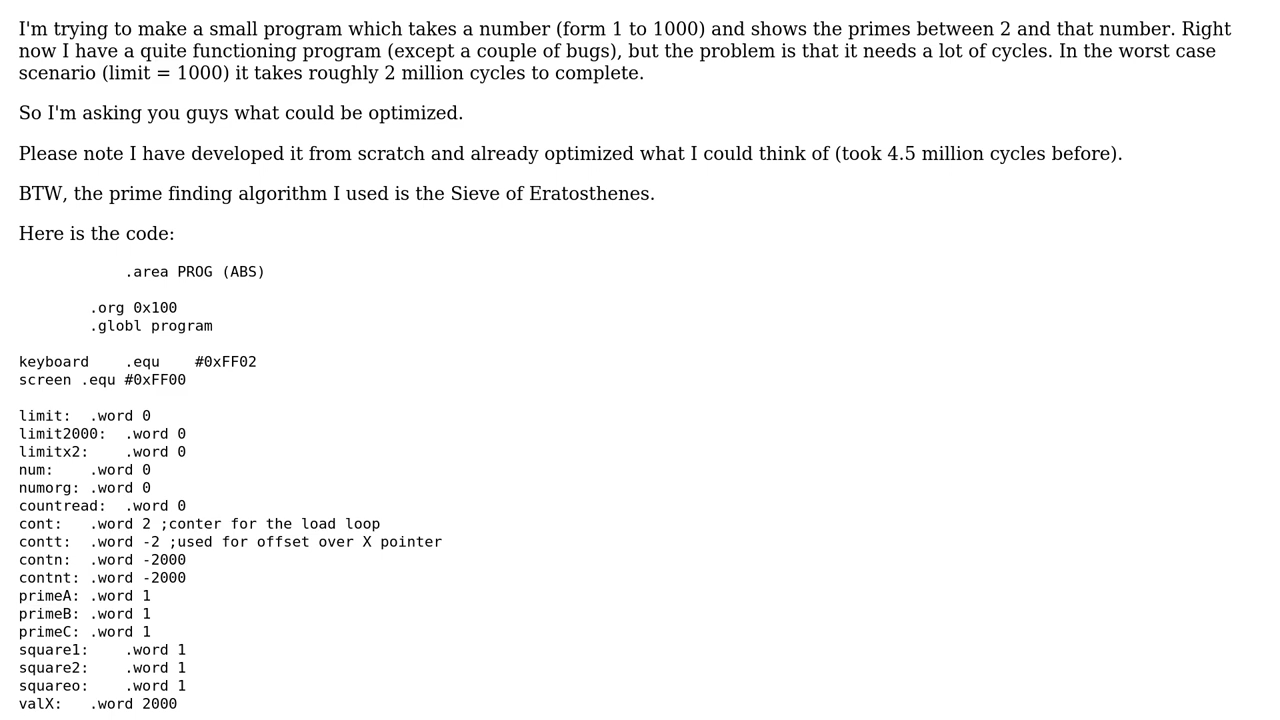 I'm trying to make a small program which takes a number (form 1 to 1000) and shows the primes between 2 and that number. Right
now I have a quite functioning program (except a couple of bugs), but the problem is that it needs a lot of cycles. In the worst case
scenario (limit = 1000) it takes roughly 2 million cycles to complete.
So I'm asking you guys what could be optimized.
Please note I have developed it from scratch and already optimized what I could think of (took 4.5 million cycles before).
BTW, the prime finding algorithm I used is the Sieve of Eratosthenes.
Here is the code:
            .area PROG (ABS)
        .org 0x100
        .globl program
keyboard    .equ    #0xFF02
screen .equ #0xFF00
limit:  .word 0
limit2000:  .word 0
limitx2:    .word 0
num:    .word 0
numorg: .word 0
countread:  .word 0
cont:   .word 2 ;conter for the load loop
contt:  .word -2 ;used for offset over X pointer
contn:  .word -2000
contnt: .word -2000
primeA: .word 1
primeB: .word 1
primeC: .word 1
square1:    .word 1
square2:    .word 1
squareo:    .word 1
valX:   .word 2000